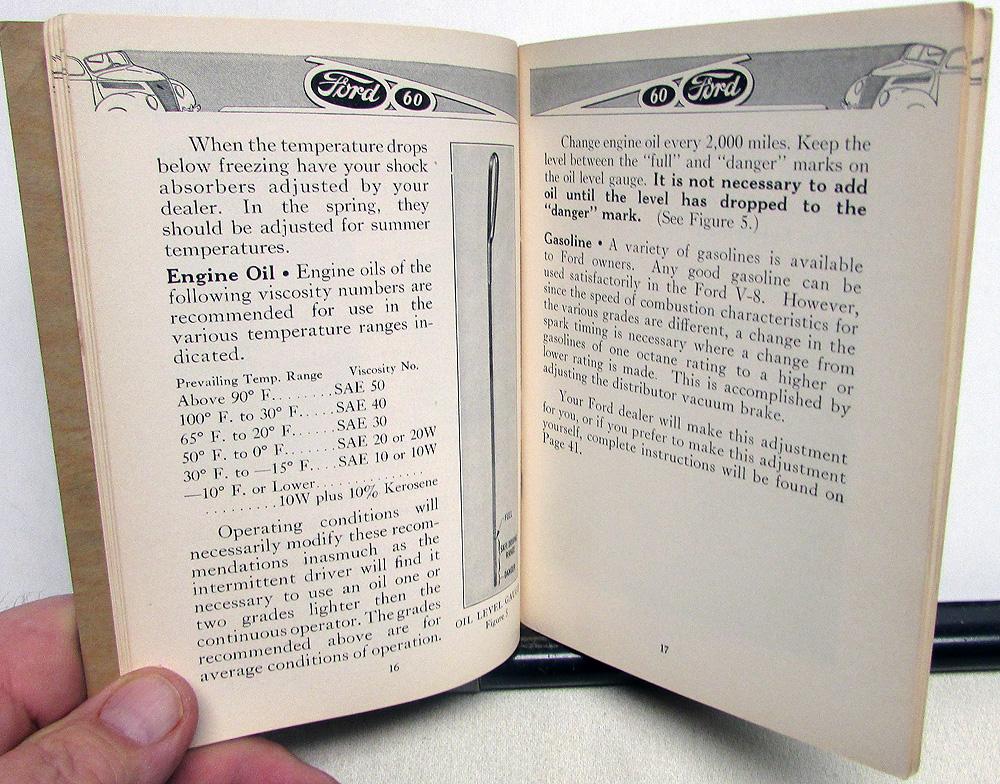 Ford 60
When the temperature drops
below freezing have your shock
absorbers adjusted by your
dealer. In the spring, they
should be adjusted for summer
temperatures.
Engine Oil • Engine oils of the
following viscosity numbers are
recommended for use in the
various temperature ranges in-
dicated.
Prevailing Temp. Range Viscosity No.
Above 90° F.........SAE 50
100° F. to 30° F.....SAE 40
65° F. to 20° F......SAE 30
50° F. to 0° F.....SAE 20 or 20W
30° F. to —15° F....SAE 10 or 10W
—10° F. or Lower..............
.........10W plus 10% Kerosene
Operating conditions will
necessarily modify these recom-
mendations inasmuch as the
intermittent driver will find it
necessary to use an oil one or
two grades lighter then the
continuous operator. The grades
recommended above are for
average conditions of operation.
16
FULL
RANGE
DANGER
OIL LEVEL
Figure 5
60 Ford
Change engine oil every 2,000 miles. Keep the
level between the “full” and “danger” marks on
the oil level gauge. It is not necessary to add
oil until the level has dropped to the
“danger” mark. (See Figure 5.)
Gasoline • A variety of gasolines is available
to Ford owners. Any good gasoline can be
used satisfactorily in the Ford V-8. However,
since the speed of combustion characteristics for
the various grades are different, a change in the
spark timing is necessary where a change from
gasolines of one octane rating to a higher or
lower rating is made. This is accomplished by
adjusting the distributor vacuum brake.
Your Ford dealer will make this adjustment
for you, or if you prefer to make this adjustment
yourself, complete instructions will be found on
Page 41.
17